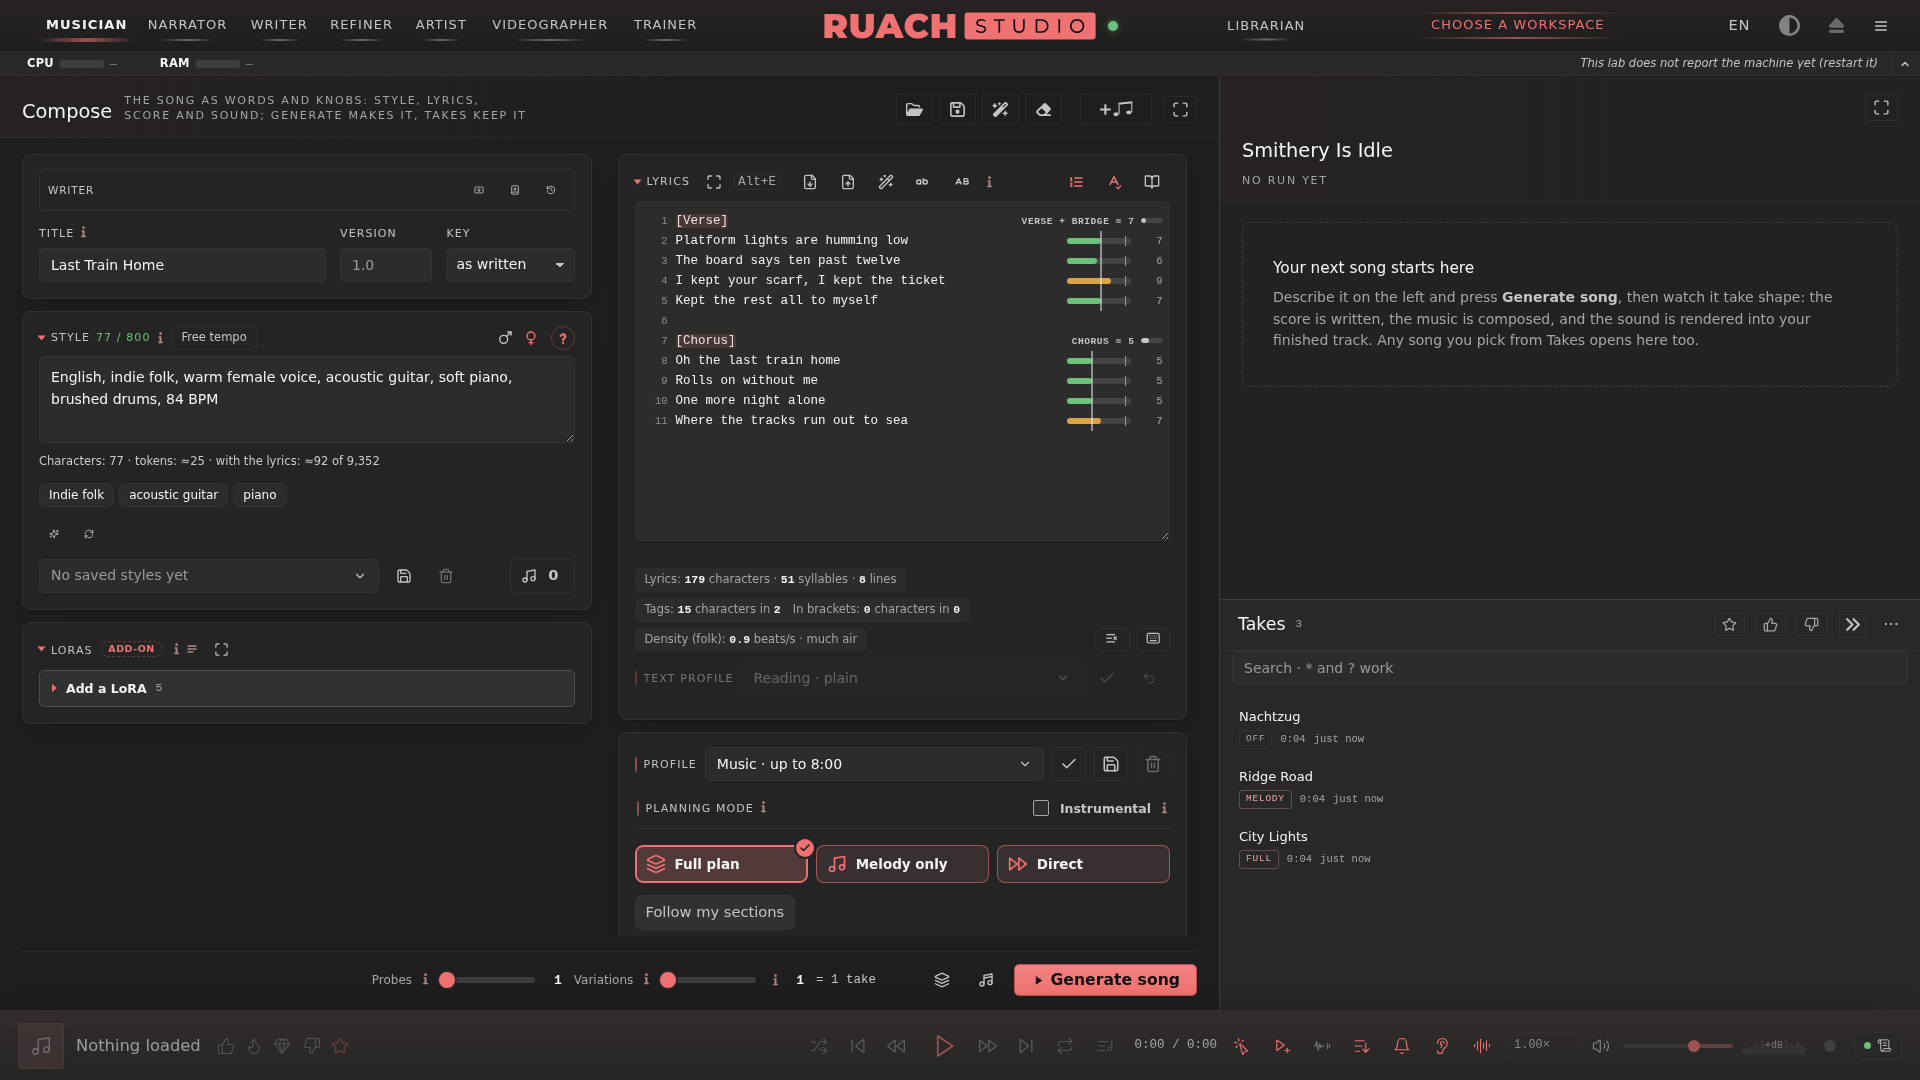 MUSICIAN NARRATOR WRITER REFINER ARTIST VIDEOGRAPHER TRAINER
RUACH STUDIO
LIBRARIAN CHOOSE A WORKSPACE EN
CPU – RAM –
This lab does not report the machine yet (restart it)
Compose
THE SONG AS WORDS AND KNOBS: STYLE, LYRICS,
SCORE AND SOUND; GENERATE MAKES IT, TAKES KEEP IT
WRITER
TITLE VERSION KEY
Last Train Home 1.0 as written
STYLE 77 / 800 Free tempo
English, indie folk, warm female voice, acoustic guitar, soft piano,
brushed drums, 84 BPM
Characters: 77 · tokens: ≈25 · with the lyrics: ≈92 of 9,352
Indie folk acoustic guitar piano
No saved styles yet 0
LORAS ADD-ON
Add a LoRA 5
LYRICS Alt+E ab AB
1 [Verse] VERSE + BRIDGE ≈ 7
2 Platform lights are humming low 7
3 The board says ten past twelve 6
4 I kept your scarf, I kept the ticket 9
5 Kept the rest all to myself 7
6
7 [Chorus] CHORUS ≈ 5
8 Oh the last train home 5
9 Rolls on without me 5
10 One more night alone 5
11 Where the tracks run out to sea 7
Lyrics: 179 characters · 51 syllables · 8 lines
Tags: 15 characters in 2 In brackets: 0 characters in 0
Density (folk): 0.9 beats/s · much air
TEXT PROFILE Reading · plain
PROFILE Music · up to 8:00
PLANNING MODE Instrumental
Full plan Melody only Direct
Follow my sections
Probes 1 Variations 1 = 1 take
Generate song
Smithery Is Idle
NO RUN YET
Your next song starts here
Describe it on the left and press Generate song, then watch it take shape: the
score is written, the music is composed, and the sound is rendered into your
finished track. Any song you pick from Takes opens here too.
Takes 3
Search · * and ? work
Nachtzug
OFF 0:04 just now
Ridge Road
MELODY 0:04 just now
City Lights
FULL 0:04 just now
Nothing loaded
0:00 / 0:00
1.00×
+dB